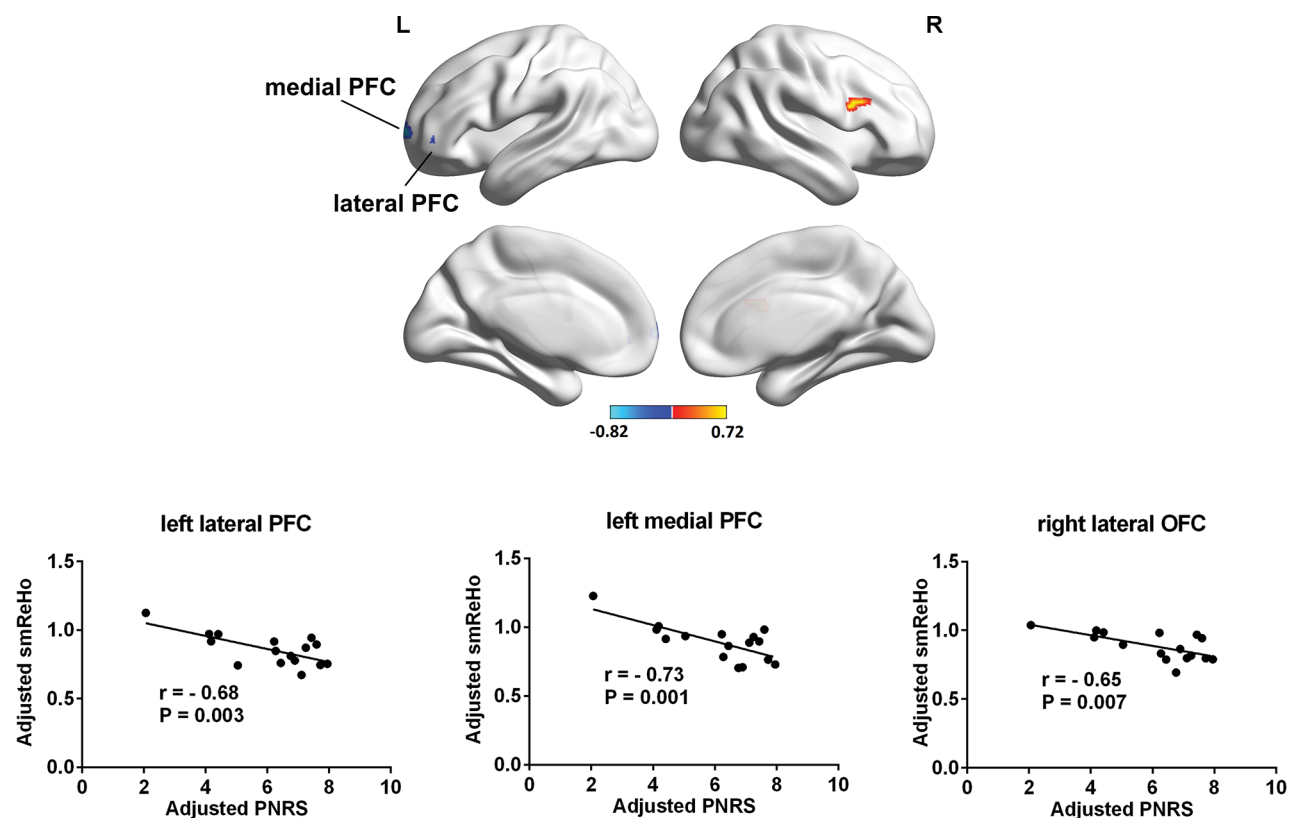 L
R
medial PFC
lateral PFC
-0.82
0.72
left lateral PFC
Adjusted smReHo
1.5
1.0
0.5
0.0
r = - 0.68
P = 0.003
0 2 4 6 8 10
Adjusted PNRS
left medial PFC
Adjusted smReHo
1.5
1.0
0.5
0.0
r = - 0.73
P = 0.001
0 2 4 6 8 10
Adjusted PNRS
right lateral OFC
Adjusted smReHo
1.5
1.0
0.5
0.0
r = - 0.65
P = 0.007
0 2 4 6 8 10
Adjusted PNRS